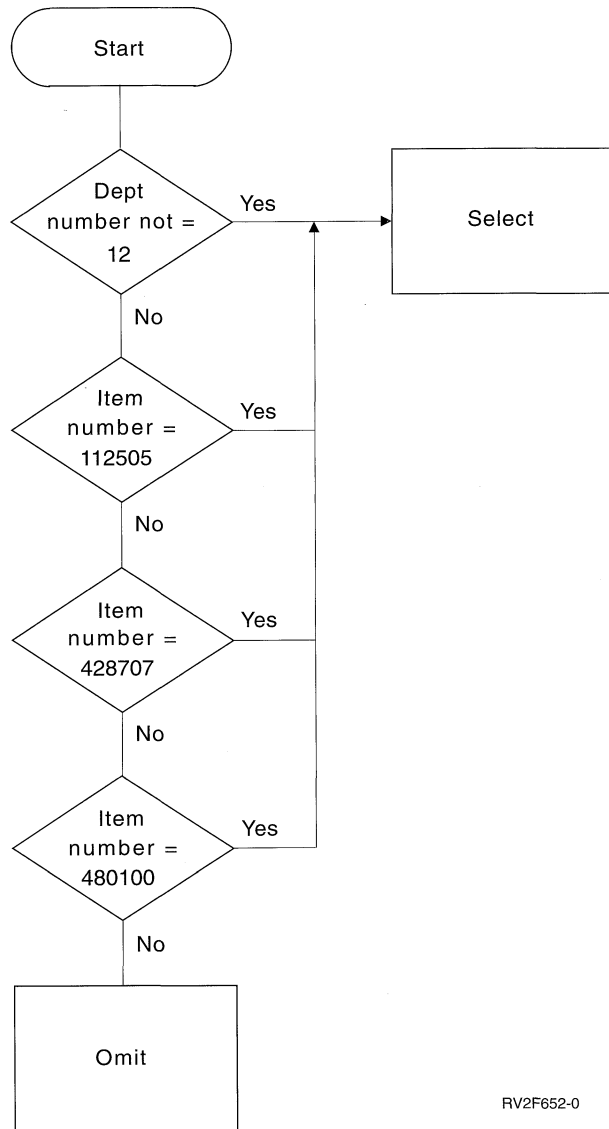 Start
Dept
number not =
12
Yes
Select
No
Item
number =
112505
Yes
No
Item
number =
428707
Yes
No
Item
number =
480100
Yes
No
Omit
RV2F652-0